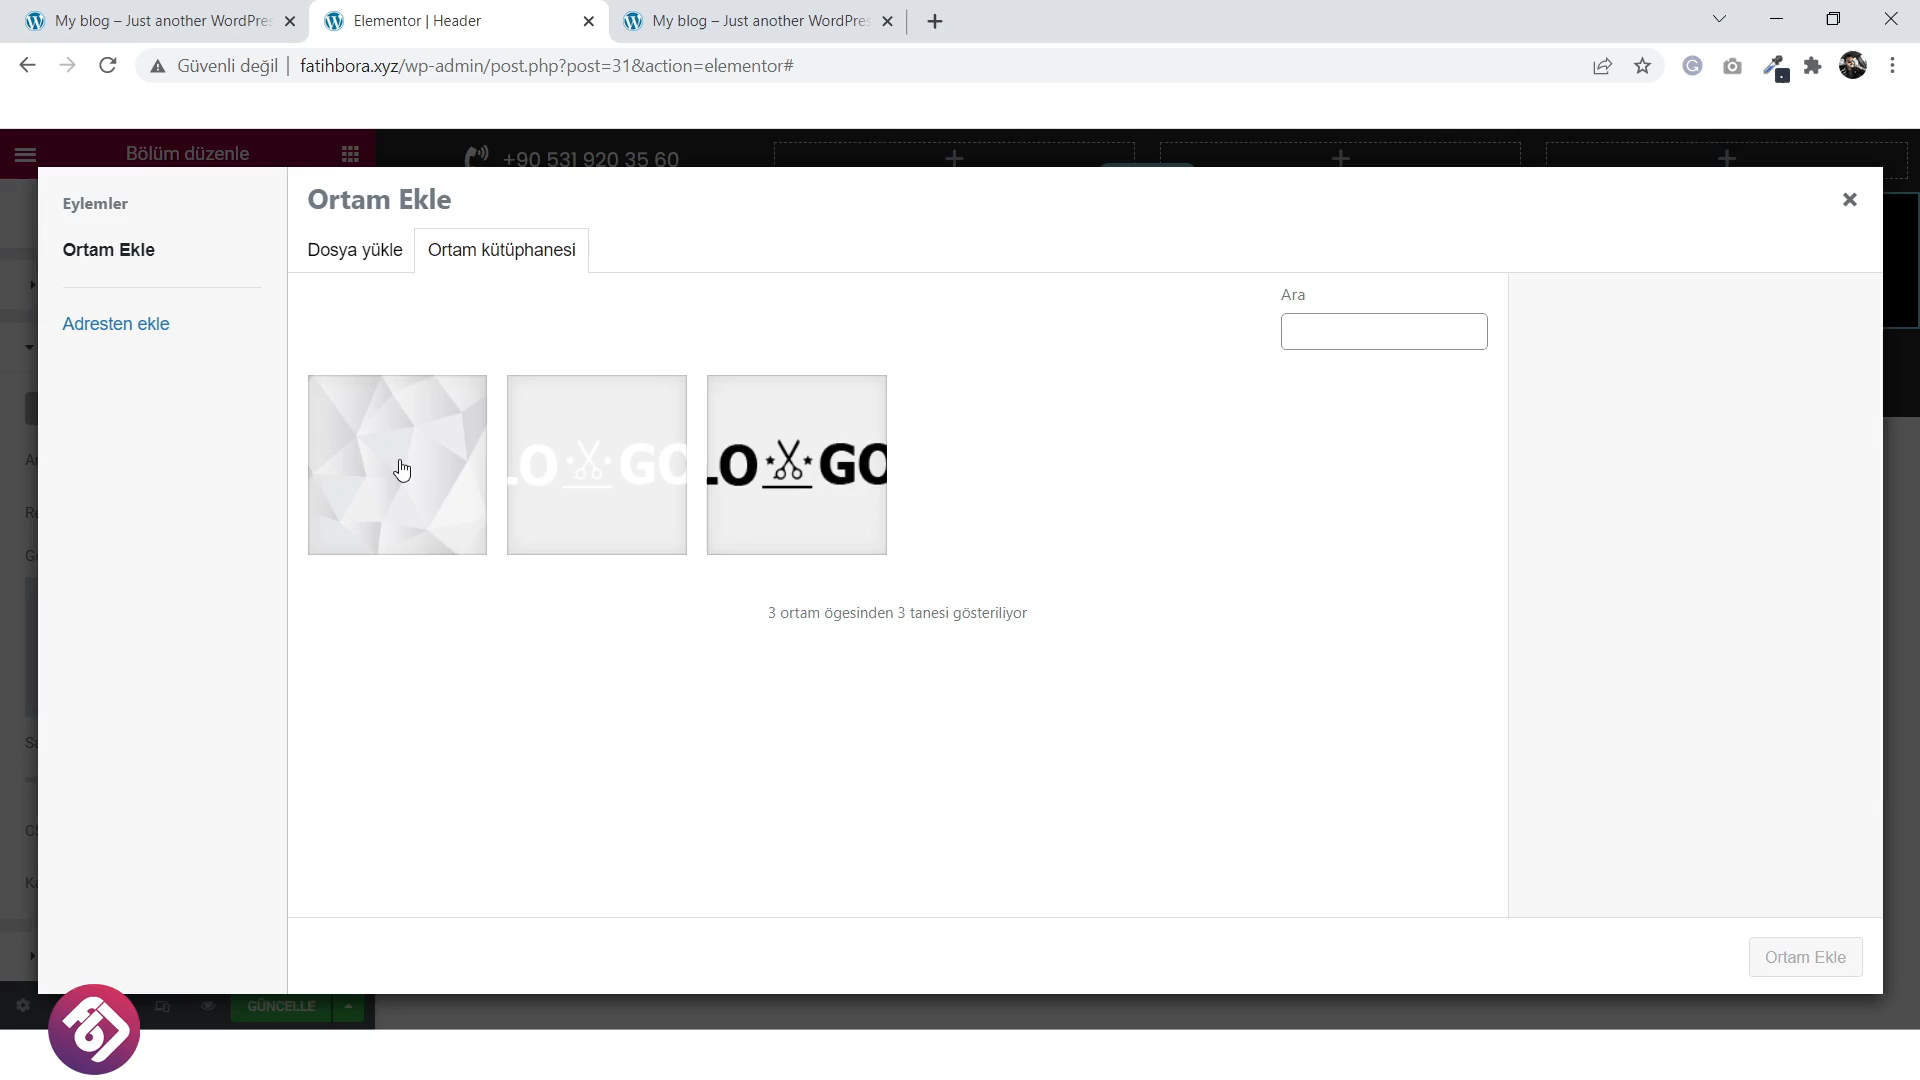 My blog – Just another WordPres
Elementor | Header
My blog – Just another WordPres
Güvenli değil
fatihbora.xyz/wp-admin/post.php?post=31&action=elementor#
Bölüm düzenle
+90 531 920 35 60
Eylemler
Ortam Ekle
Adresten ekle
Ortam Ekle
Dosya yükle
Ortam kütüphanesi
Ara
LO GO
LO GO
3 ortam ögesinden 3 tanesi gösteriliyor
Ortam Ekle
GÜNCELLE